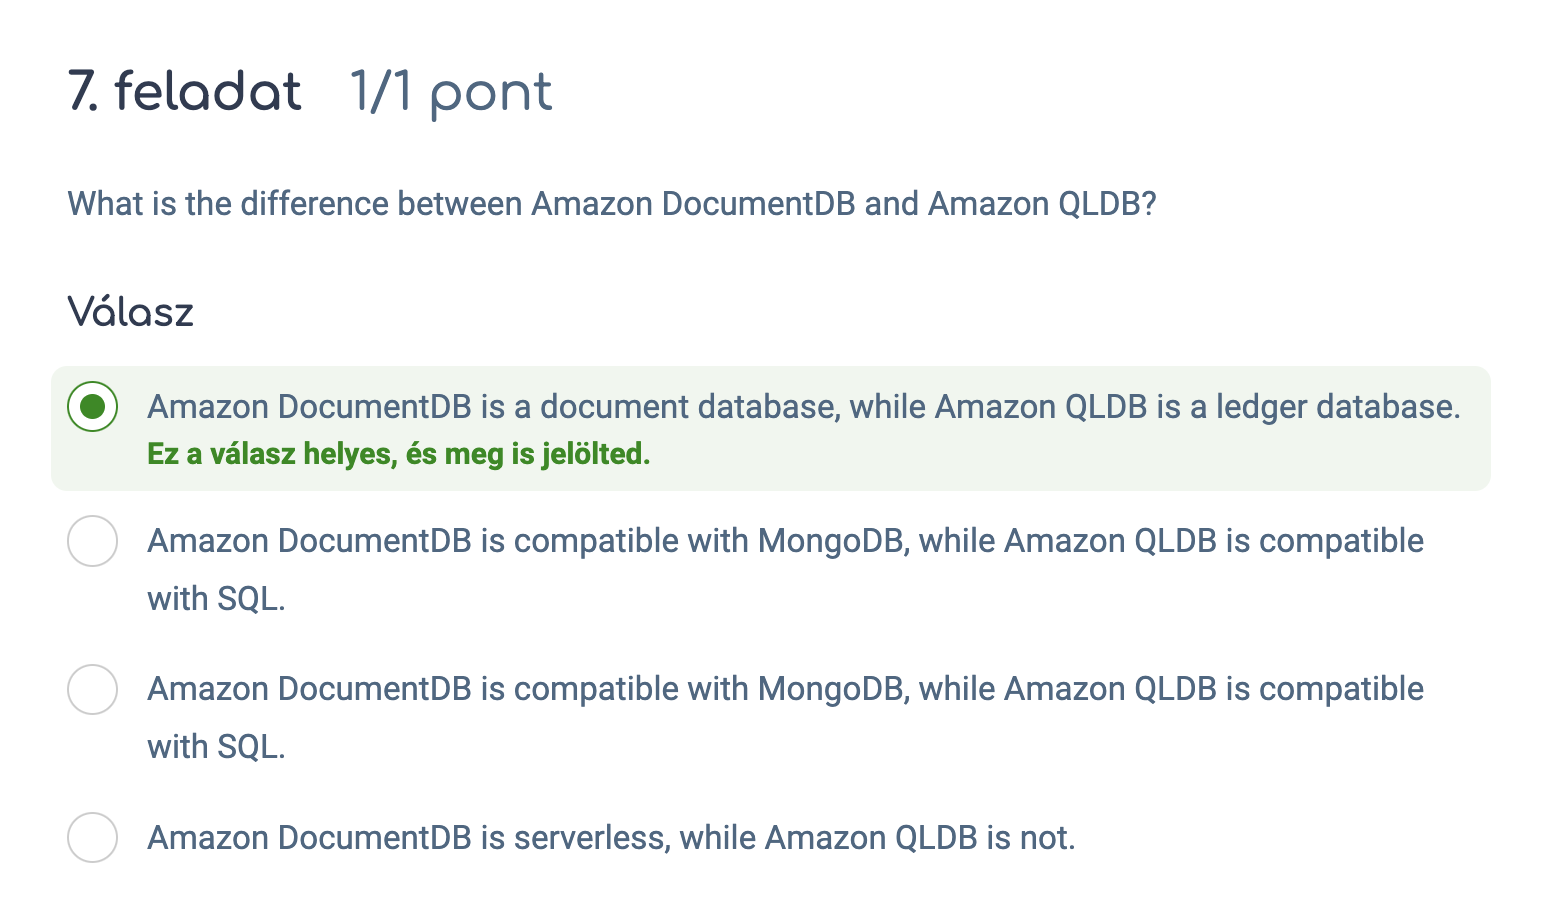 7. feladat 1/1 pont
What is the difference between Amazon DocumentDB and Amazon QLDB?
Válasz
Amazon DocumentDB is a document database, while Amazon QLDB is a ledger database.
Ez a válasz helyes, és meg is jelölted.
Amazon DocumentDB is compatible with MongoDB, while Amazon QLDB is compatible
with SQL.
Amazon DocumentDB is compatible with MongoDB, while Amazon QLDB is compatible
with SQL.
Amazon DocumentDB is serverless, while Amazon QLDB is not.